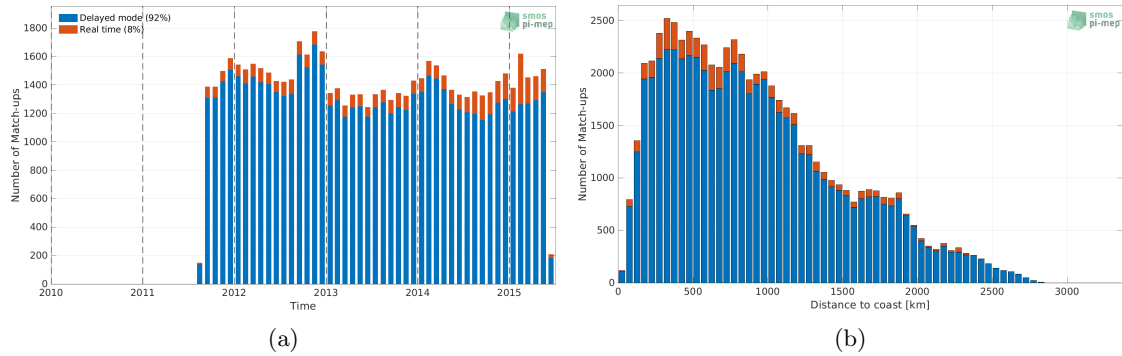 Delayed mode (92%)
Real time (8%)
smos
pi-mep
Number of Match-ups
1800
1600
1400
1200
1000
800
600
400
200
0
2010
2011
2012
2013
2014
2015
Time
(a)
smos
pi-mep
Number of Match-ups
2500
2000
1500
1000
500
0
0
500
1000
1500
2000
2500
3000
Distance to coast [km]
(b)